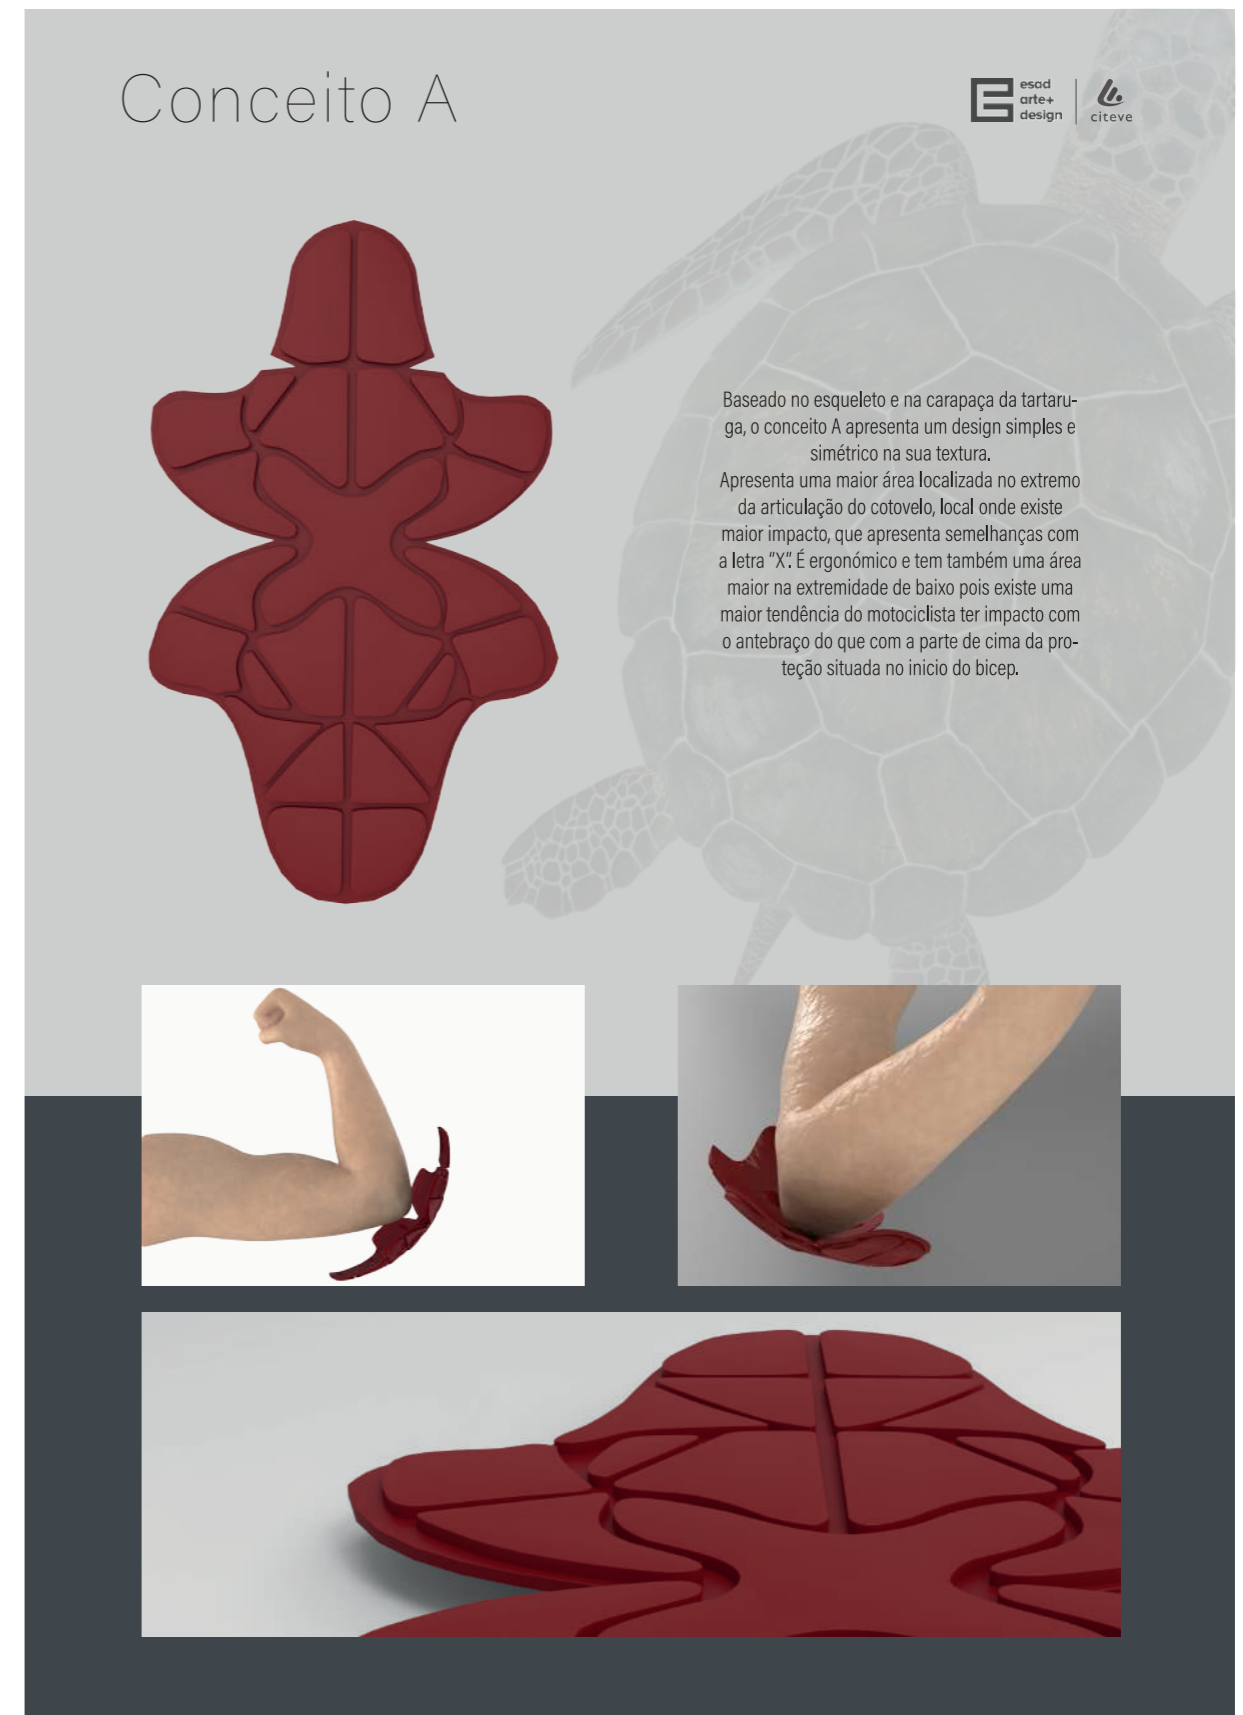 Conceito A
esad
arte+
design
citeve
Baseado no esqueleto e na carapaça da tartaru-
ga, o conceito A apresenta um design simples e
simétrico na sua textura.
Apresenta uma maior área localizada no extremo
da articulação do cotovelo, local onde existe
maior impacto, que apresenta semelhanças com
a letra "X". É ergonómico e tem também uma área
maior na extremidade de baixo pois existe uma
maior tendência do motociclista ter impacto com
o antebraço do que com a parte de cima da pro-
teção situada no inicio do bicep.